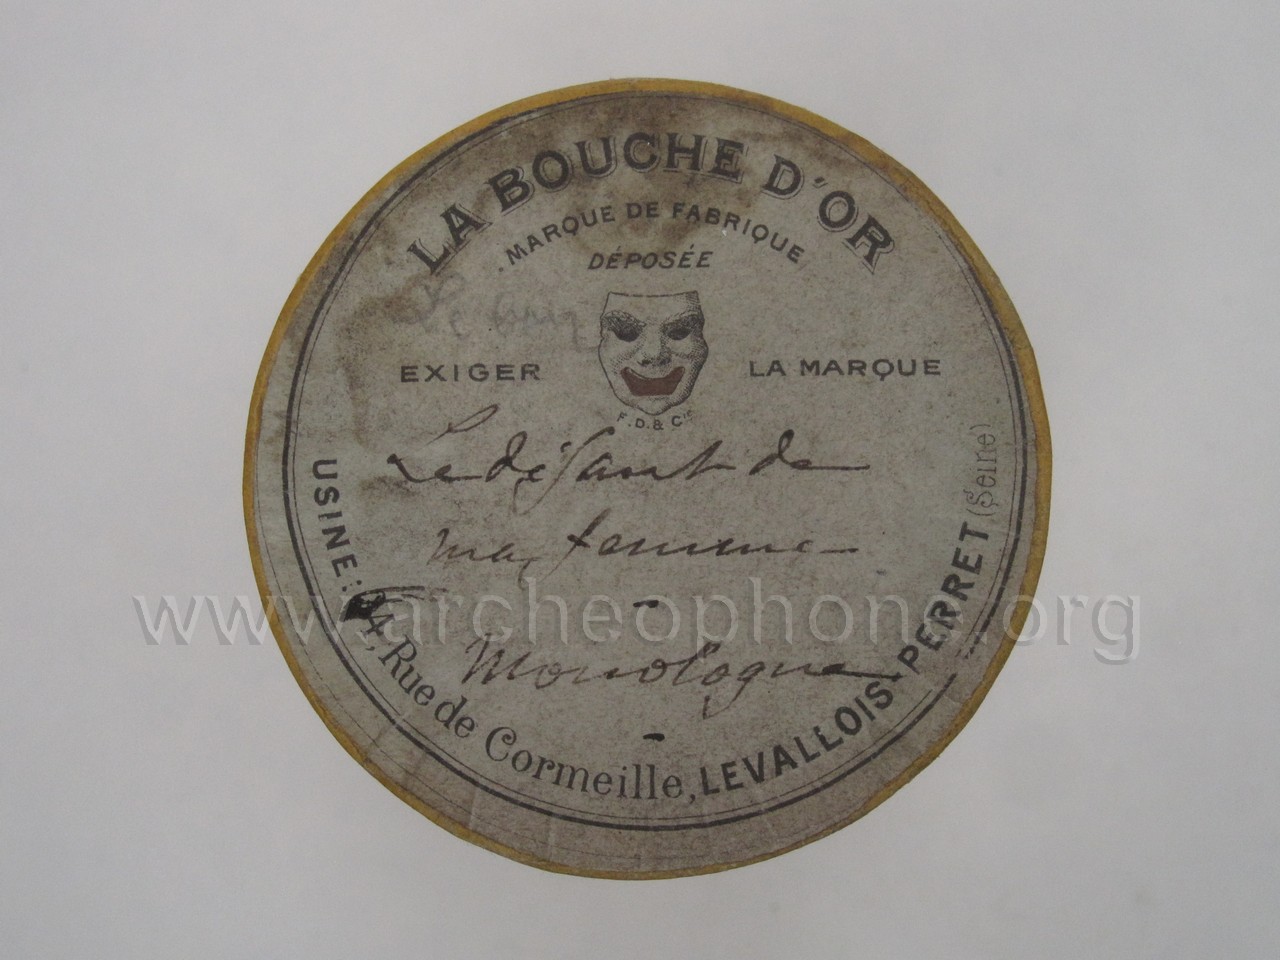 LA BOUCHE D'OR
MARQUE DE FABRIQUE
DÉPOSÉE
EXIGER LA MARQUE
F.D. & Cie
Le défaut de
ma femme
-
Monologue
-
USINE: 4, Rue de Cormeille, LEVALLOIS-PERRET (Seine)
www.archeophone.org